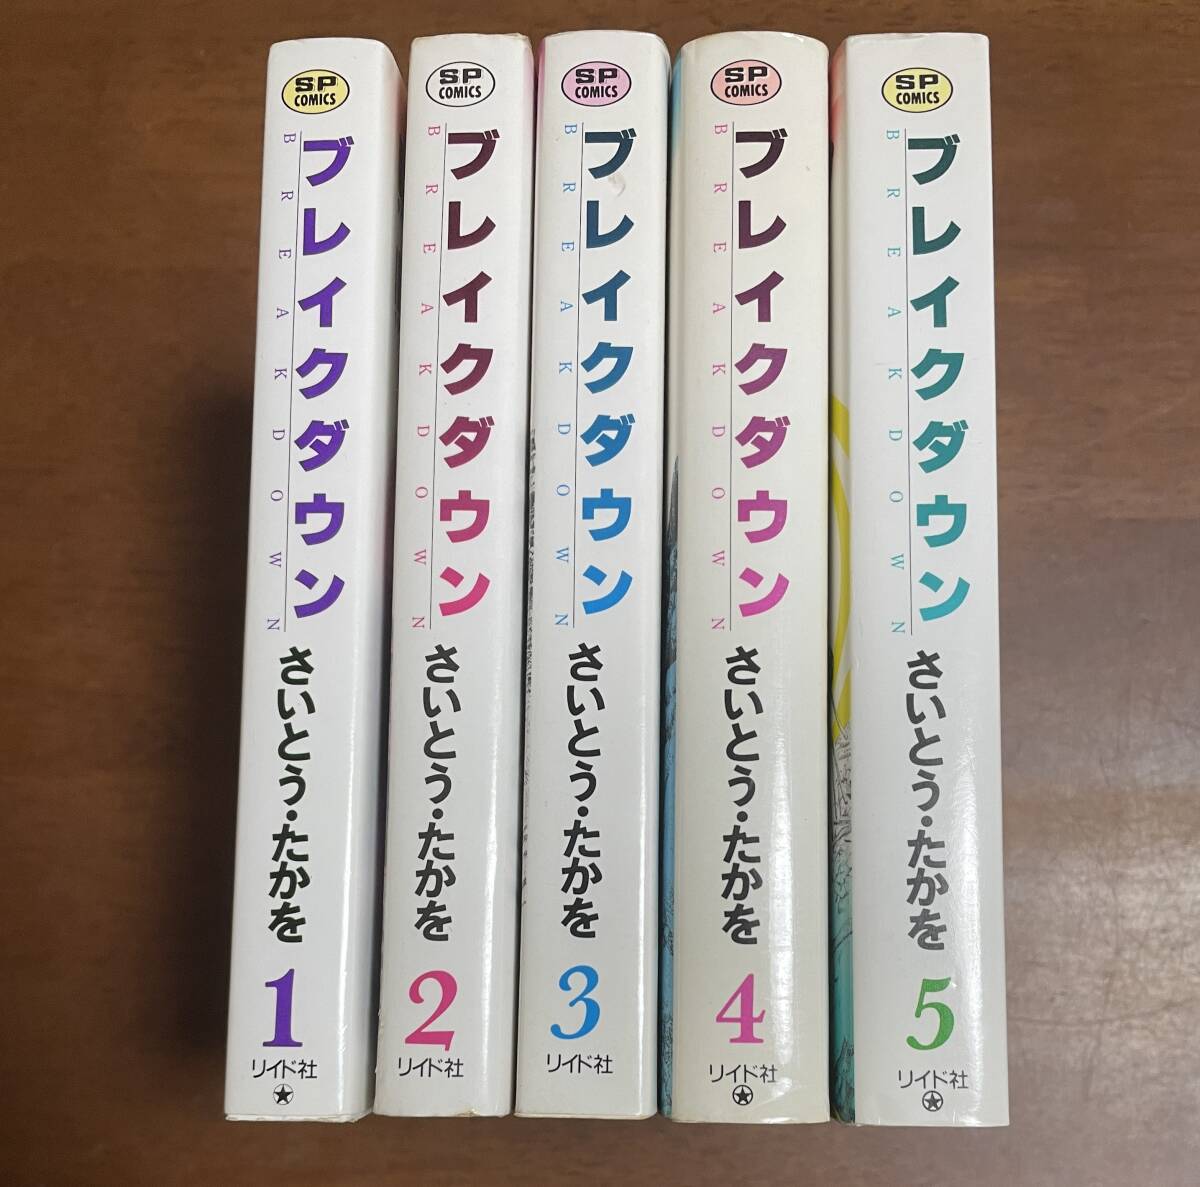 SP
COMICS
ブレイクダウン
BREAKDOWN
さいとう・たかを
1
リイド社
SP
COMICS
ブレイクダウン
BREAKDOWN
さいとう・たかを
2
リイド社
SP
COMICS
ブレイクダウン
BREAKDOWN
さいとう・たかを
3
リイド社
SP
COMICS
ブレイクダウン
BREAKDOWN
さいとう・たかを
4
リイド社
SP
COMICS
ブレイクダウン
BREAKDOWN
さいとう・たかを
5
リイド社